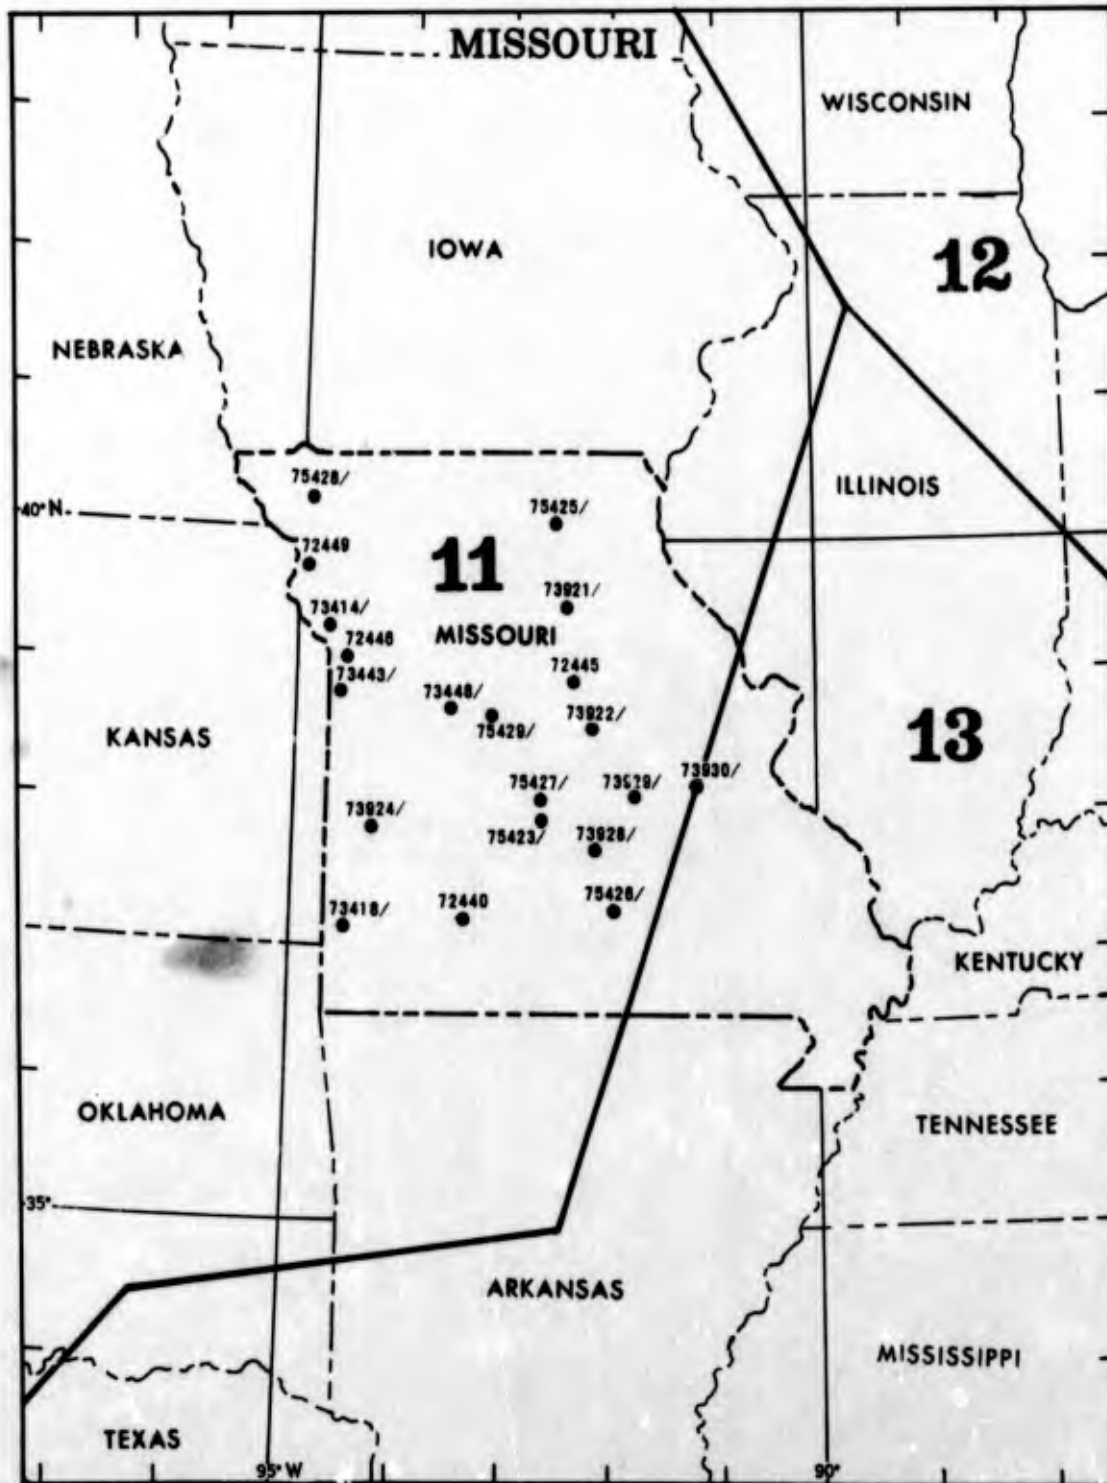 MISSOURI
WISCONSIN
IOWA
12
NEBRASKA
75428/
ILLINOIS
40° N
75425/
72449
11
73921/
73414/
MISSOURI
72446
72445
73443/
73448/
73922/
75429/
KANSAS
13
73930/
75427/
73929/
73924/
75423/
73928/
75426/
72440
73418/
KENTUCKY
OKLAHOMA
TENNESSEE
35°
ARKANSAS
MISSISSIPPI
TEXAS
95° W
90°